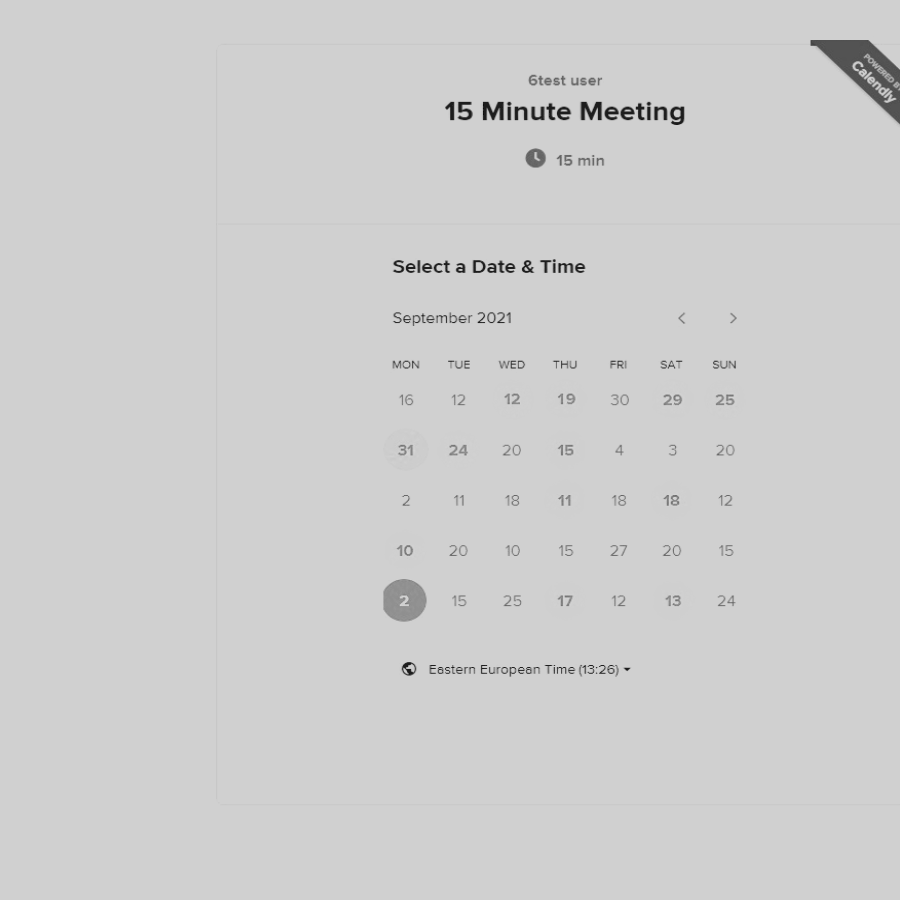 POWERED BY
Calendly
6test user
15 Minute Meeting
15 min
Select a Date & Time
September 2021
MON TUE WED THU FRI SAT SUN
16 12 12 19 30 29 25
31 24 20 15 4 3 20
2 11 18 11 18 18 12
10 20 10 15 27 20 15
2 15 25 17 12 13 24
Eastern European Time (13:26)